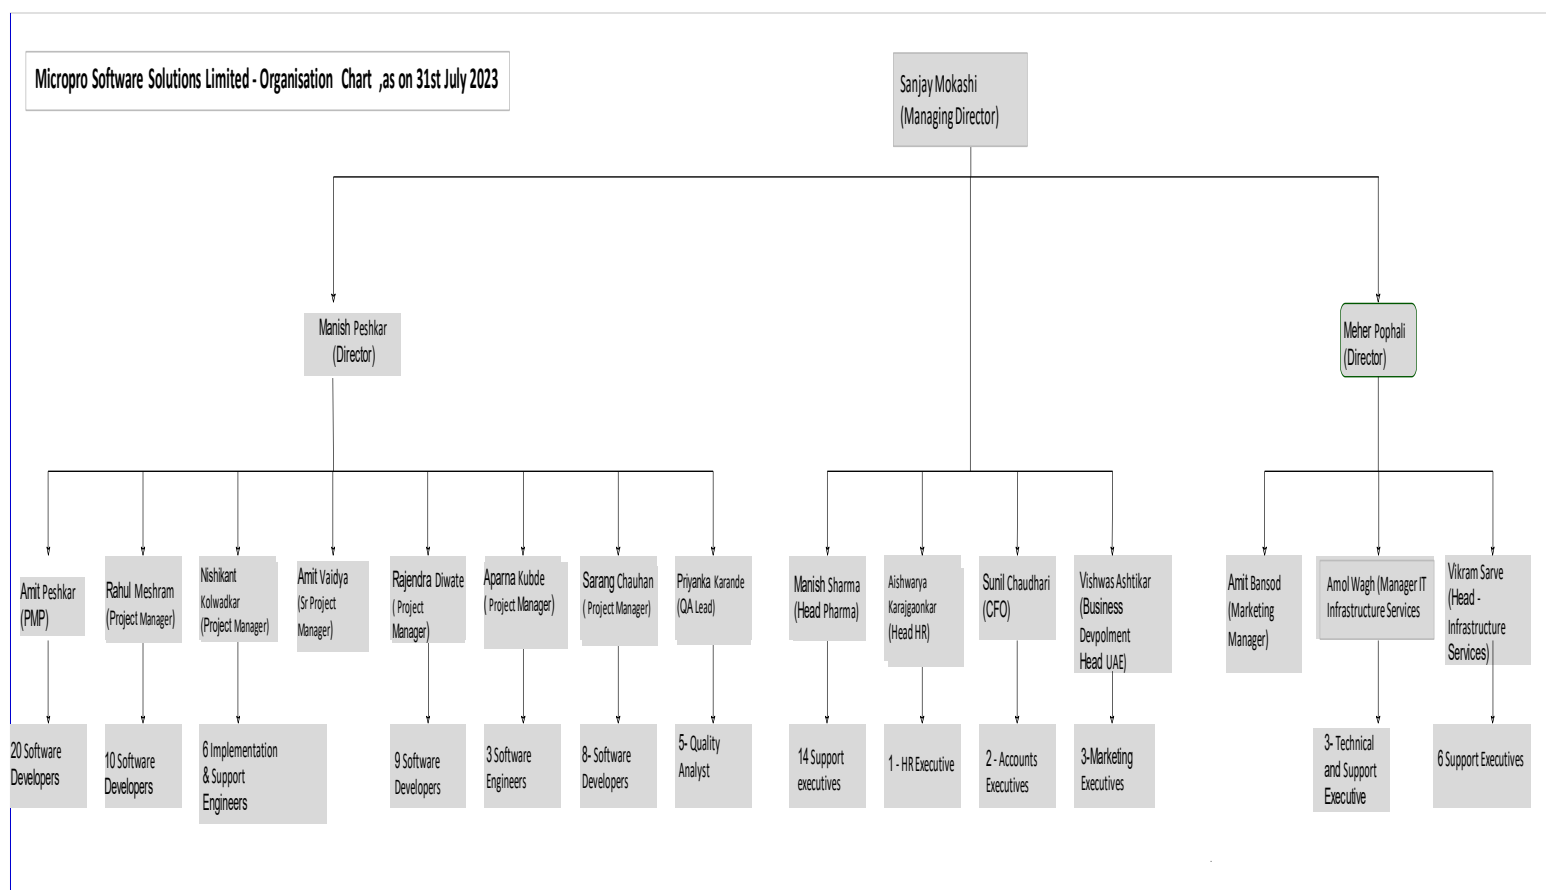 Micropro Software Solutions Limited - Organisation Chart ,as on 31st July 2023
Sanjay Mokashi
(Managing Director)
Manish Peshkar
(Director)
Meher Pophali
(Director)
Amit Peshkar
(PMP)
Rahul Meshram
(Project Manager)
Nishikant
Kolwadkar
(Project Manager)
Amit Vaidya
(Sr Project
Manager)
Rajendra Diwate
( Project
Manager)
Aparna Kubde
( Project Manager)
Sarang Chauhan
( Project Manager)
Priyanka Karande
(QA Lead)
Manish Sharma
(Head Pharma)
Aishwarya
Karajgaonkar
(Head HR)
Sunil Chaudhari
(CFO)
Vishwas Ashtikar
(Business
Devpolment
Head UAE)
Amit Bansod
(Marketing
Manager)
Amol Wagh (Manager IT
Infrastructure Services
Vikram Sarve
(Head -
Infrastructure
Services)
20 Software
Developers
10 Software
Developers
6 Implementation
& Support
Engineers
9 Software
Developers
3 Software
Engineers
8- Software
Developers
5- Quality
Analyst
14 Support
executives
1 - HR Executive
2 - Accounts
Executives
3-Marketing
Executives
3- Technical
and Support
Executive
6 Support Executives